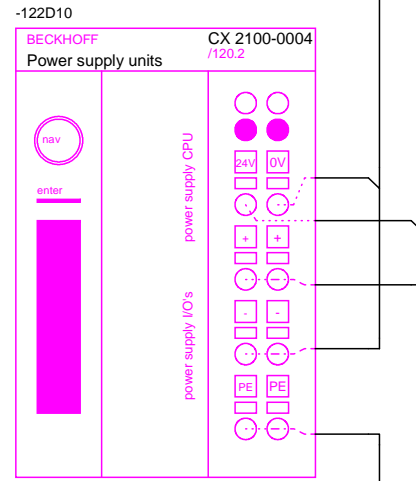 -122D10
BECKHOFF CX 2100-0004
Power supply units /120.2
nav
enter
power supply CPU
24V 0V
+ +
power supply I/O's
- -
PE PE